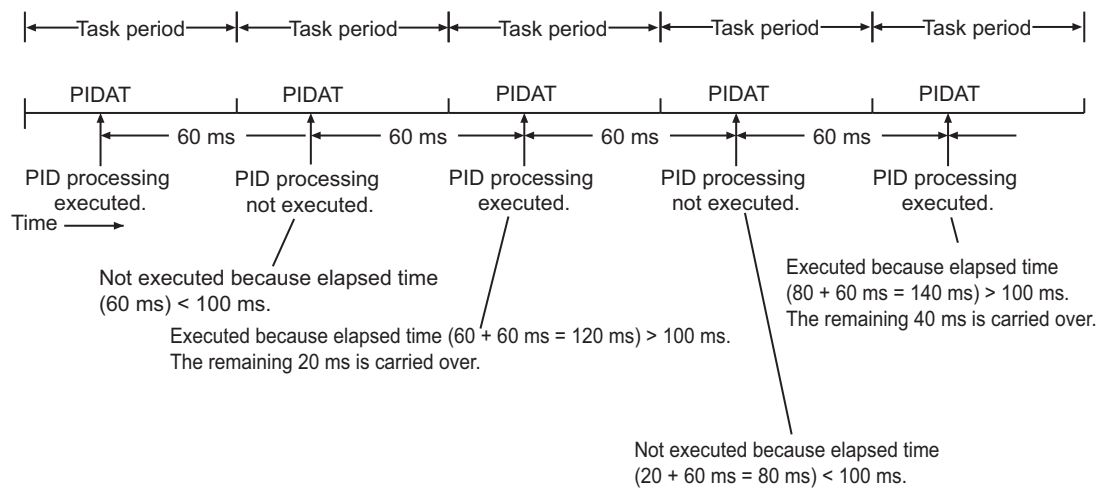 Task period Task period Task period Task period Task period
PIDAT PIDAT PIDAT PIDAT PIDAT
60 ms 60 ms 60 ms 60 ms
PID processing
executed.
PID processing
not executed.
PID processing
executed.
PID processing
not executed.
PID processing
executed.
Time
Not executed because elapsed time
(60 ms) < 100 ms.
Executed because elapsed time (60 + 60 ms = 120 ms) > 100 ms.
The remaining 20 ms is carried over.
Executed because elapsed time
(80 + 60 ms = 140 ms) > 100 ms.
The remaining 40 ms is carried over.
Not executed because elapsed time
(20 + 60 ms = 80 ms) < 100 ms.